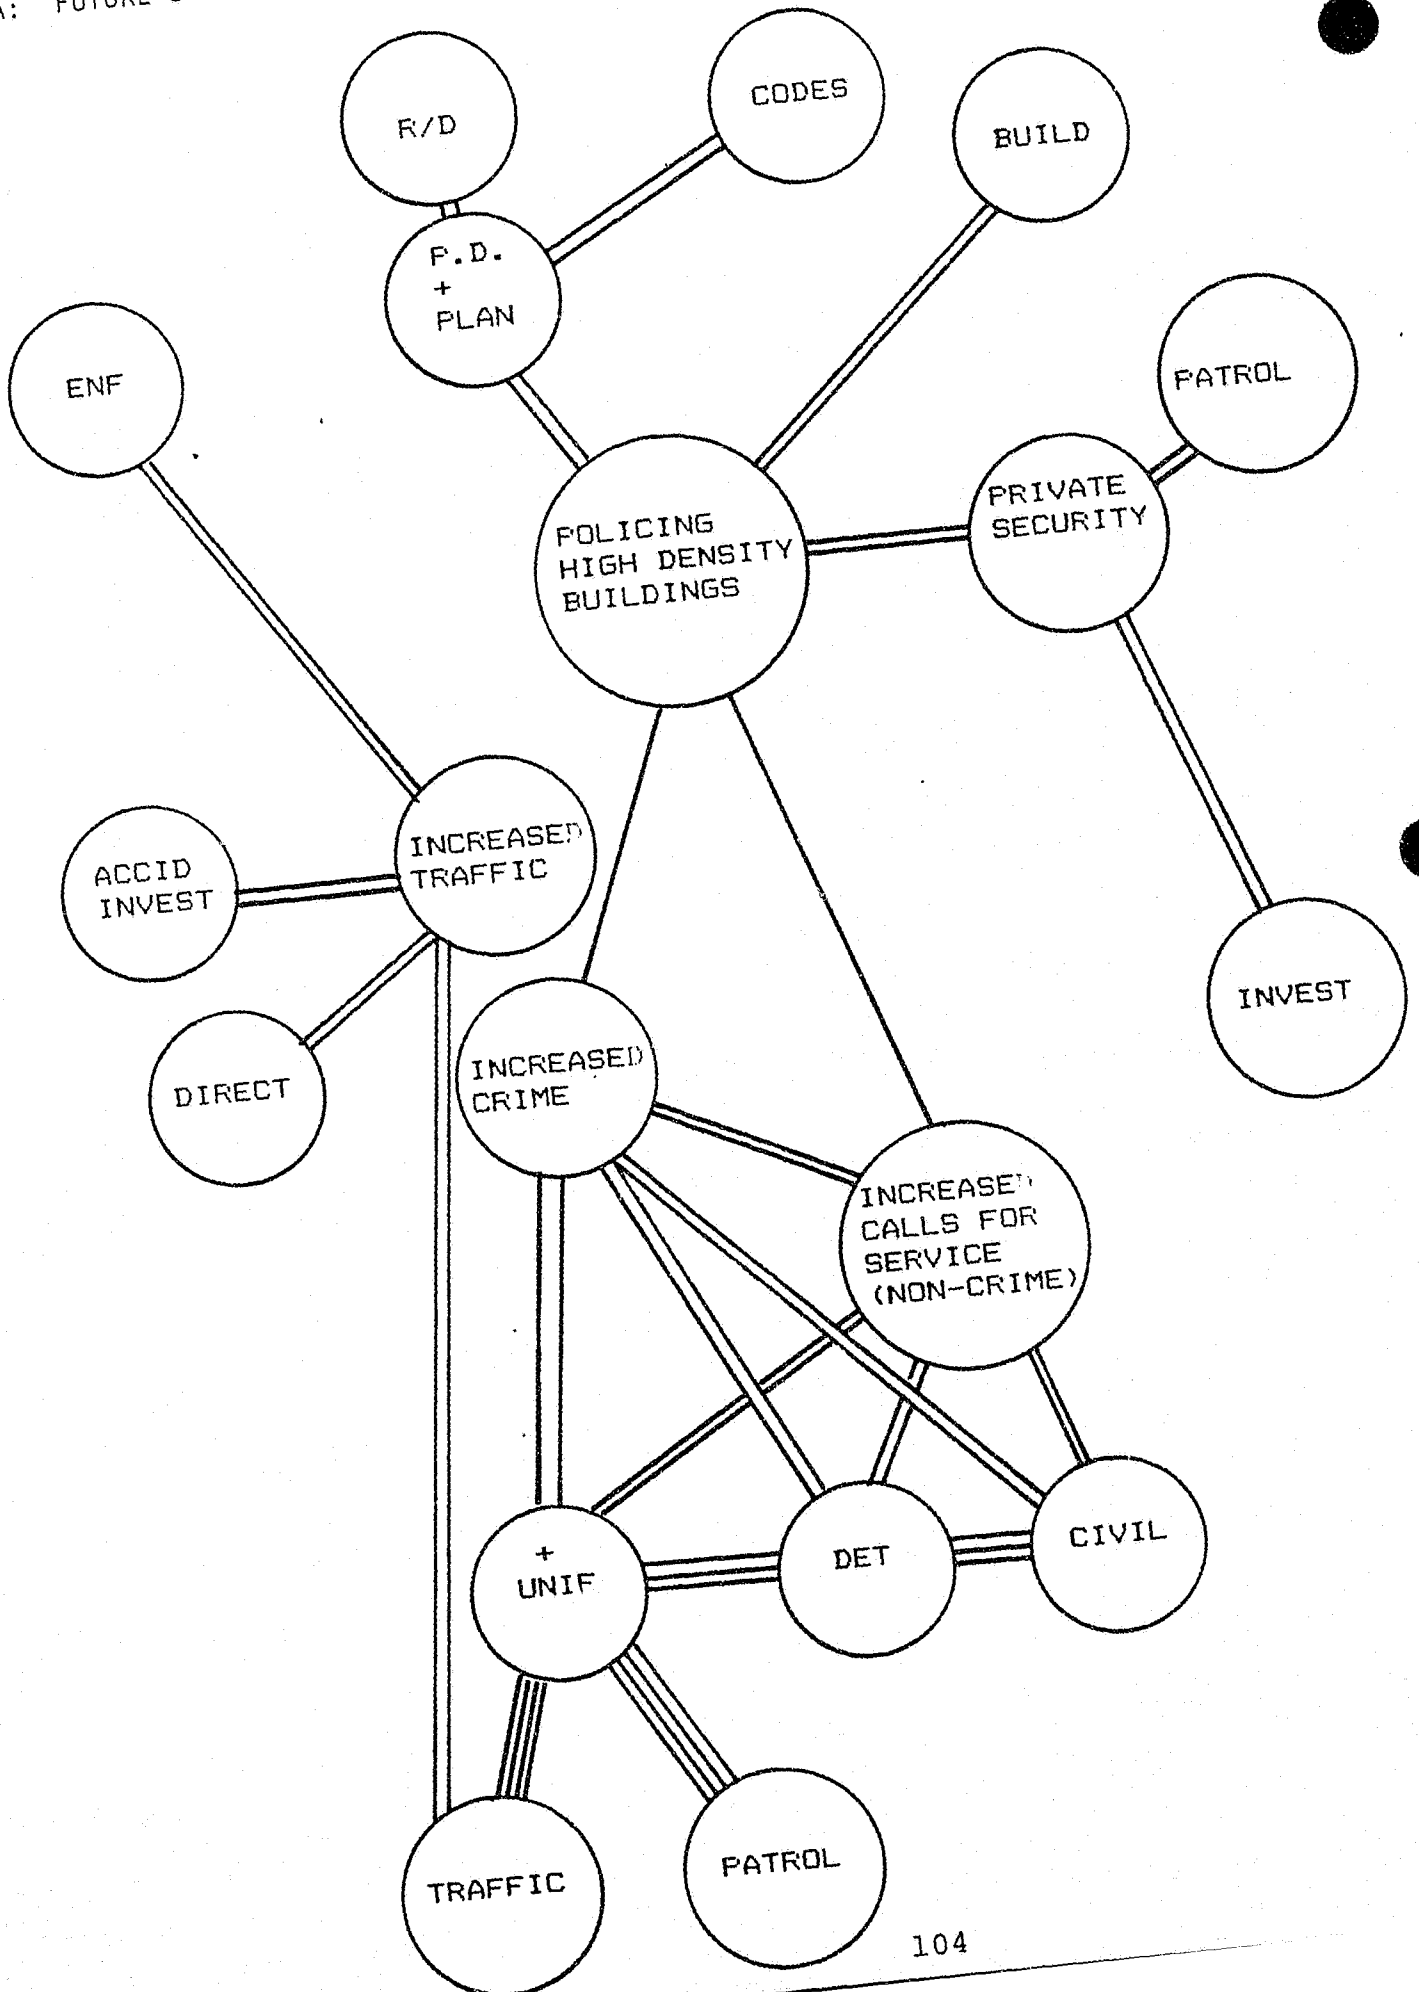 FUTURE
CODES
R/D
BUILD
P.D.
+
PLAN
ENF
PATROL
PRIVATE
SECURITY
POLICING
HIGH DENSITY
BUILDINGS
INCREASED
TRAFFIC
ACCID
INVEST
INVEST
DIRECT
INCREASED
CRIME
INCREASED
CALLS FOR
SERVICE
(NON-CRIME)
+
UNIF
DET
CIVIL
TRAFFIC
PATROL
104